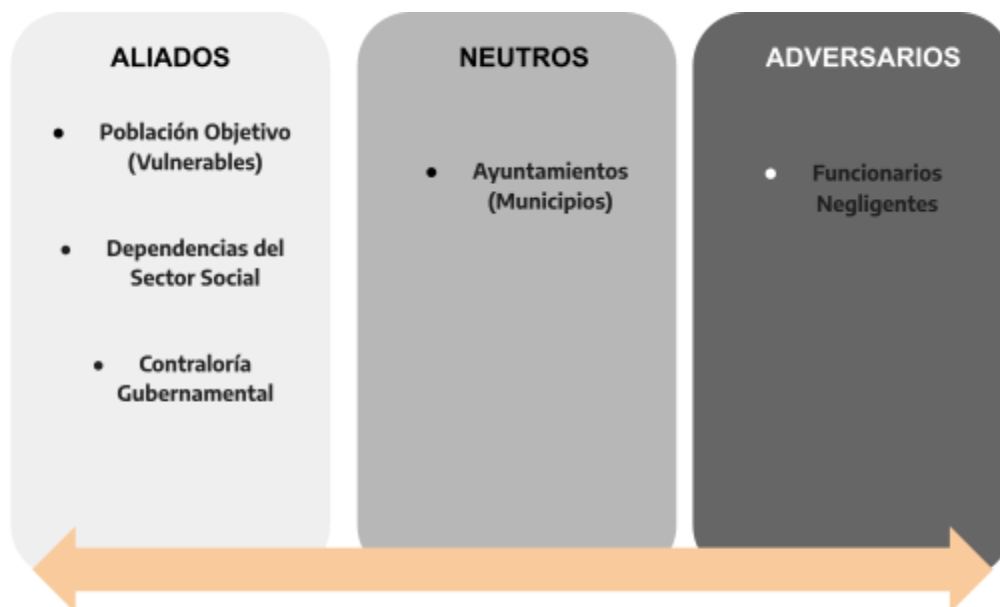 ALIADOS
• Población Objetivo
(Vulnerables)
• Dependencias del
Sector Social
• Contraloría
Gubernamental
NEUTROS
• Ayuntamientos
(Municipios)
ADVERSARIOS
• Funcionarios
Negligentes